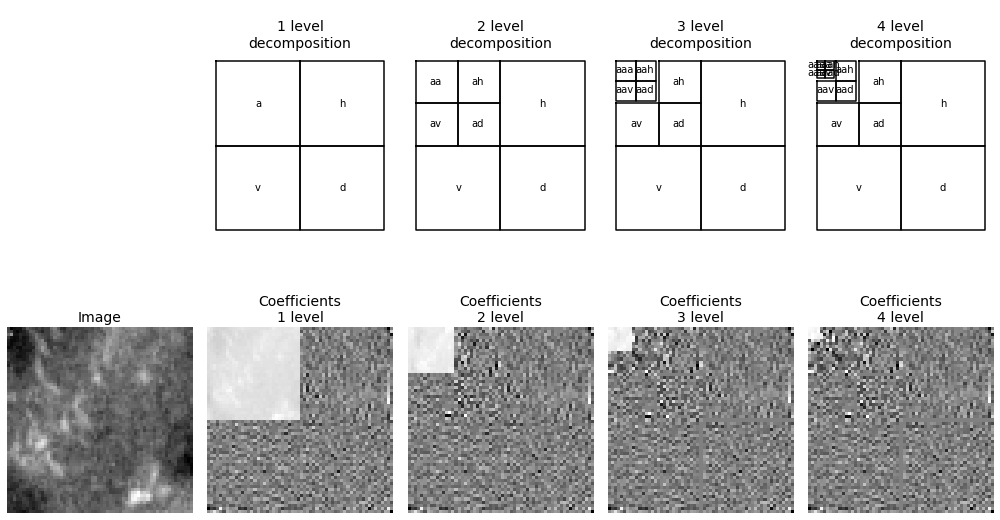 1 level
decomposition
2 level
decomposition
3 level
decomposition
4 level
decomposition
a
h
v
d
aa
ah
av
ad
h
v
d
aaa
aah
aav
aad
ah
av
ad
h
v
d
aah
aav
aad
ah
av
ad
h
v
d
Image
Coefficients
1 level
Coefficients
2 level
Coefficients
3 level
Coefficients
4 level